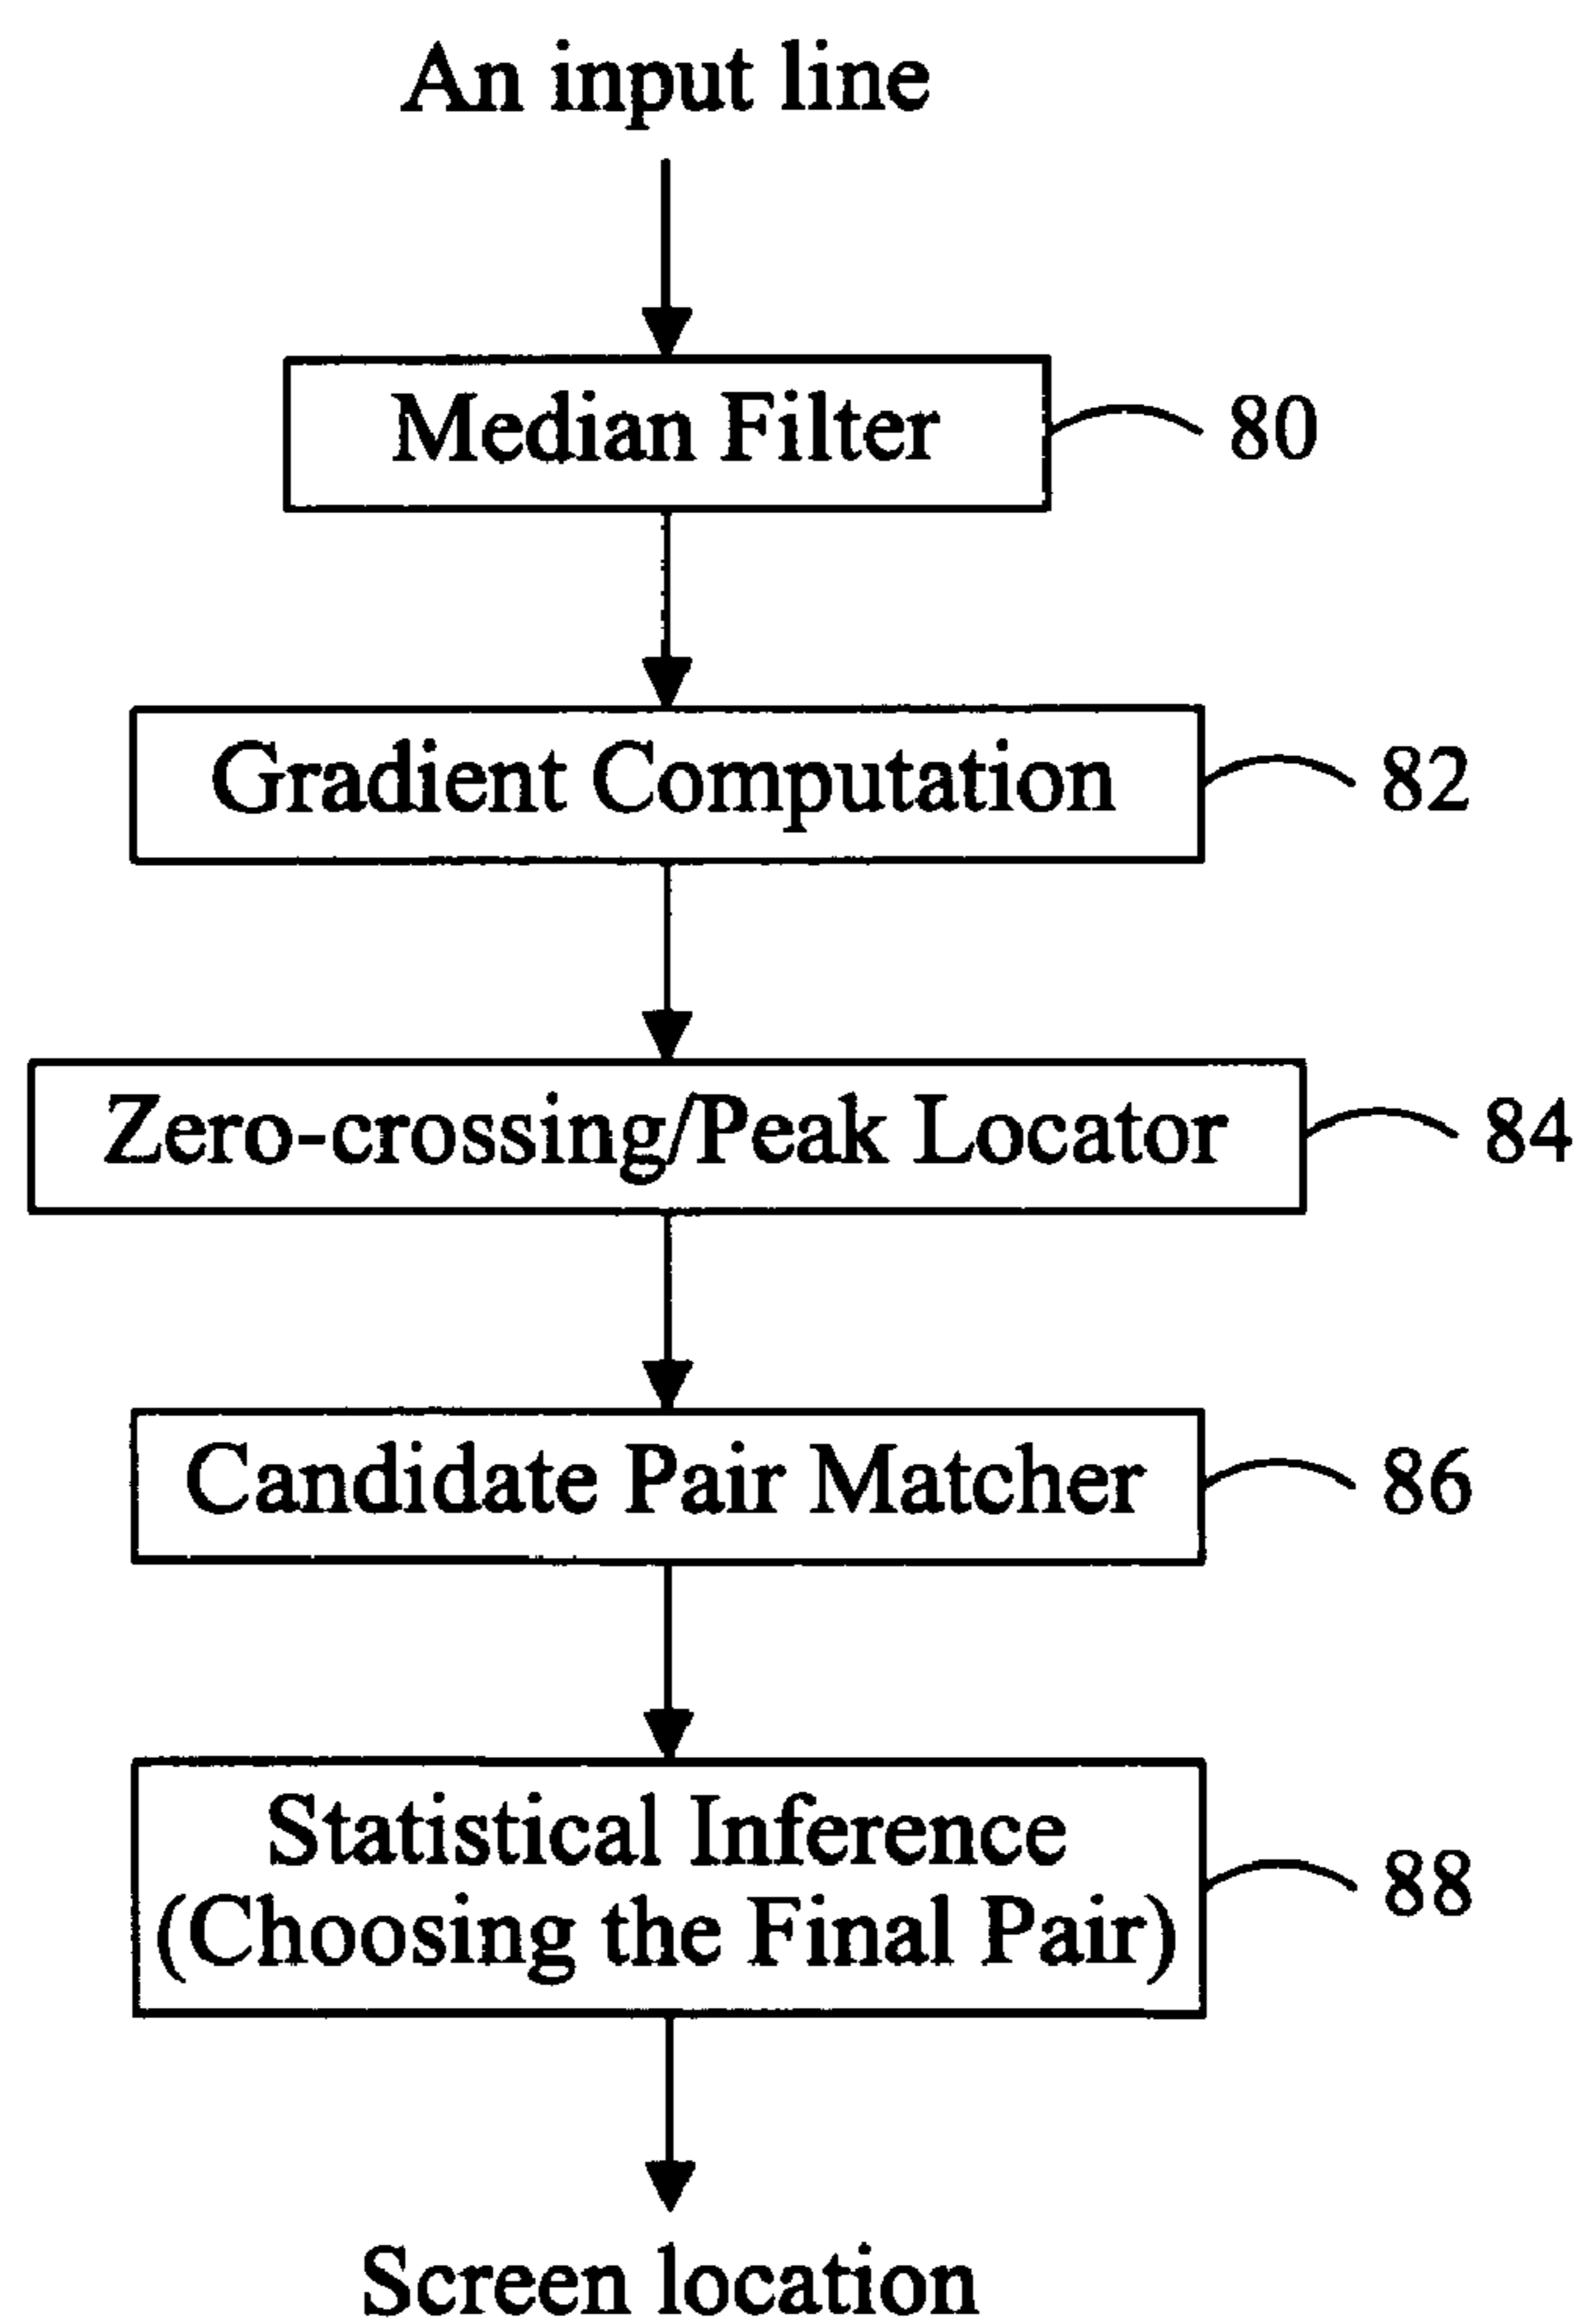 An input line
Median Filter 80
Gradient Computation 82
Zero-crossing/Peak Locator 84
Candidate Pair Matcher 86
Statistical Inference
(Choosing the Final Pair) 88
Screen location